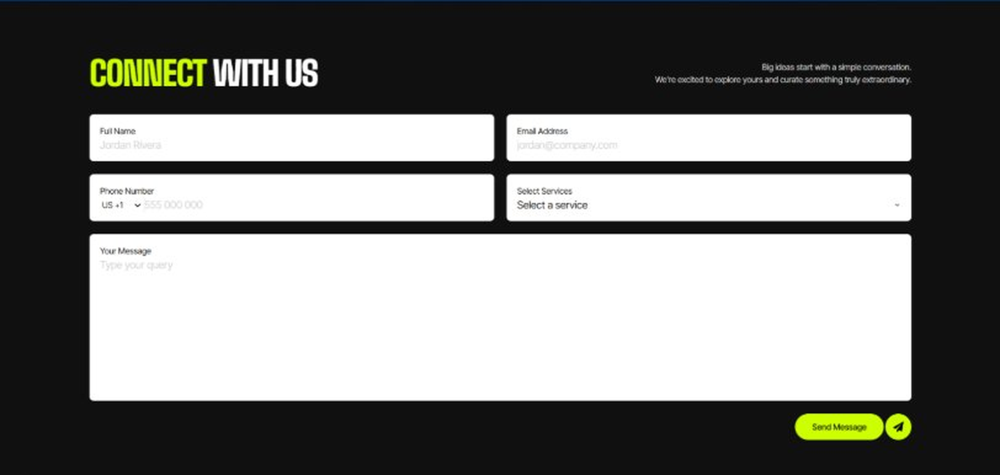 CONNECT WITH US
Big ideas start with a simple conversation.
We're excited to explore yours and curate something truly extraordinary.
Full Name
Jordan Rivera
Email Address
jordan@company.com
Phone Number
US +1 555 000 000
Select Services
Select a service
Your Message
Type your query
Send Message